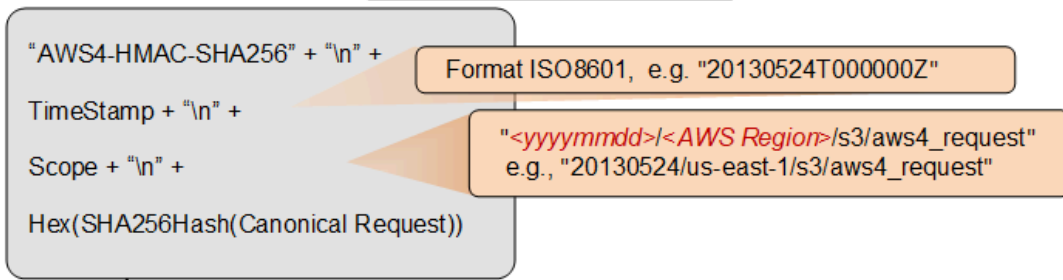 “AWS4-HMAC-SHA256” + “\n” +
Format ISO8601, e.g. "20130524T000000Z"
TimeStamp + “\n” +
"<yyyymmdd>/<AWS Region>/s3/aws4_request"
e.g., "20130524/us-east-1/s3/aws4_request"
Scope + “\n” +
Hex(SHA256Hash(Canonical Request))